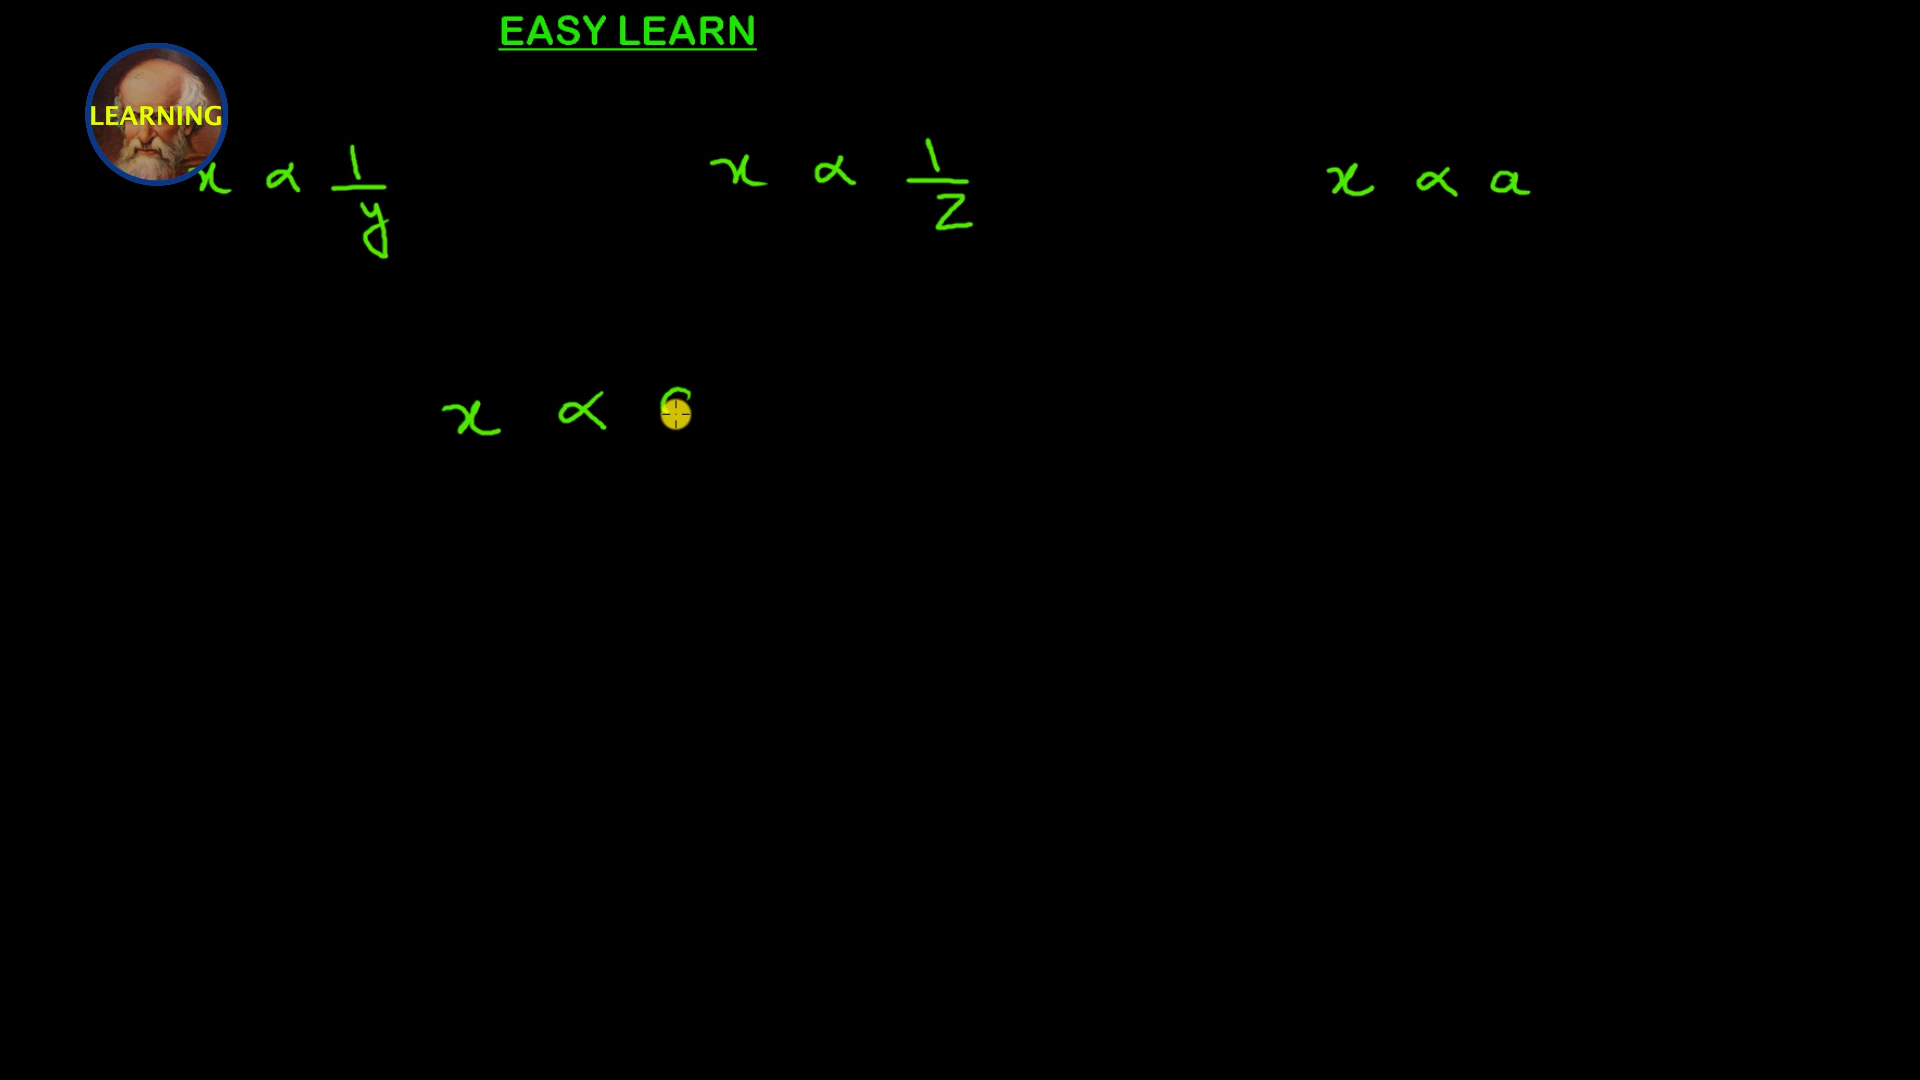 EASY LEARN
LEARNING
x ∝ 1/y
x ∝ 1/z
x ∝ a
x ∝